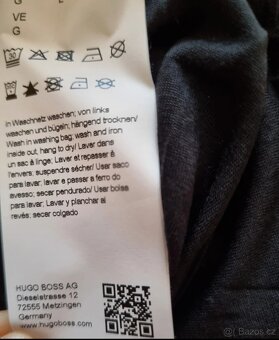 G L
VE
G
in Waschnetz waschen; von links
waschen und bügeln; hängend trocknen/
Wash in washing bag; wash and iron
inside out, hang to dry/ Laver dans
un sac à linge; Laver et repasser à
l'envers; suspendre sécher/ Usar saco
para lavar; lavar e passar a ferro do
avesso; secar pendurado/ Usar bolsa
para lavar; Lavar y planchar al
revés; secar colgado
HUGO BOSS AG
Dieselstrasse 12
72555 Metzingen
Germany
www.hugoboss.com
Bazoš.cz